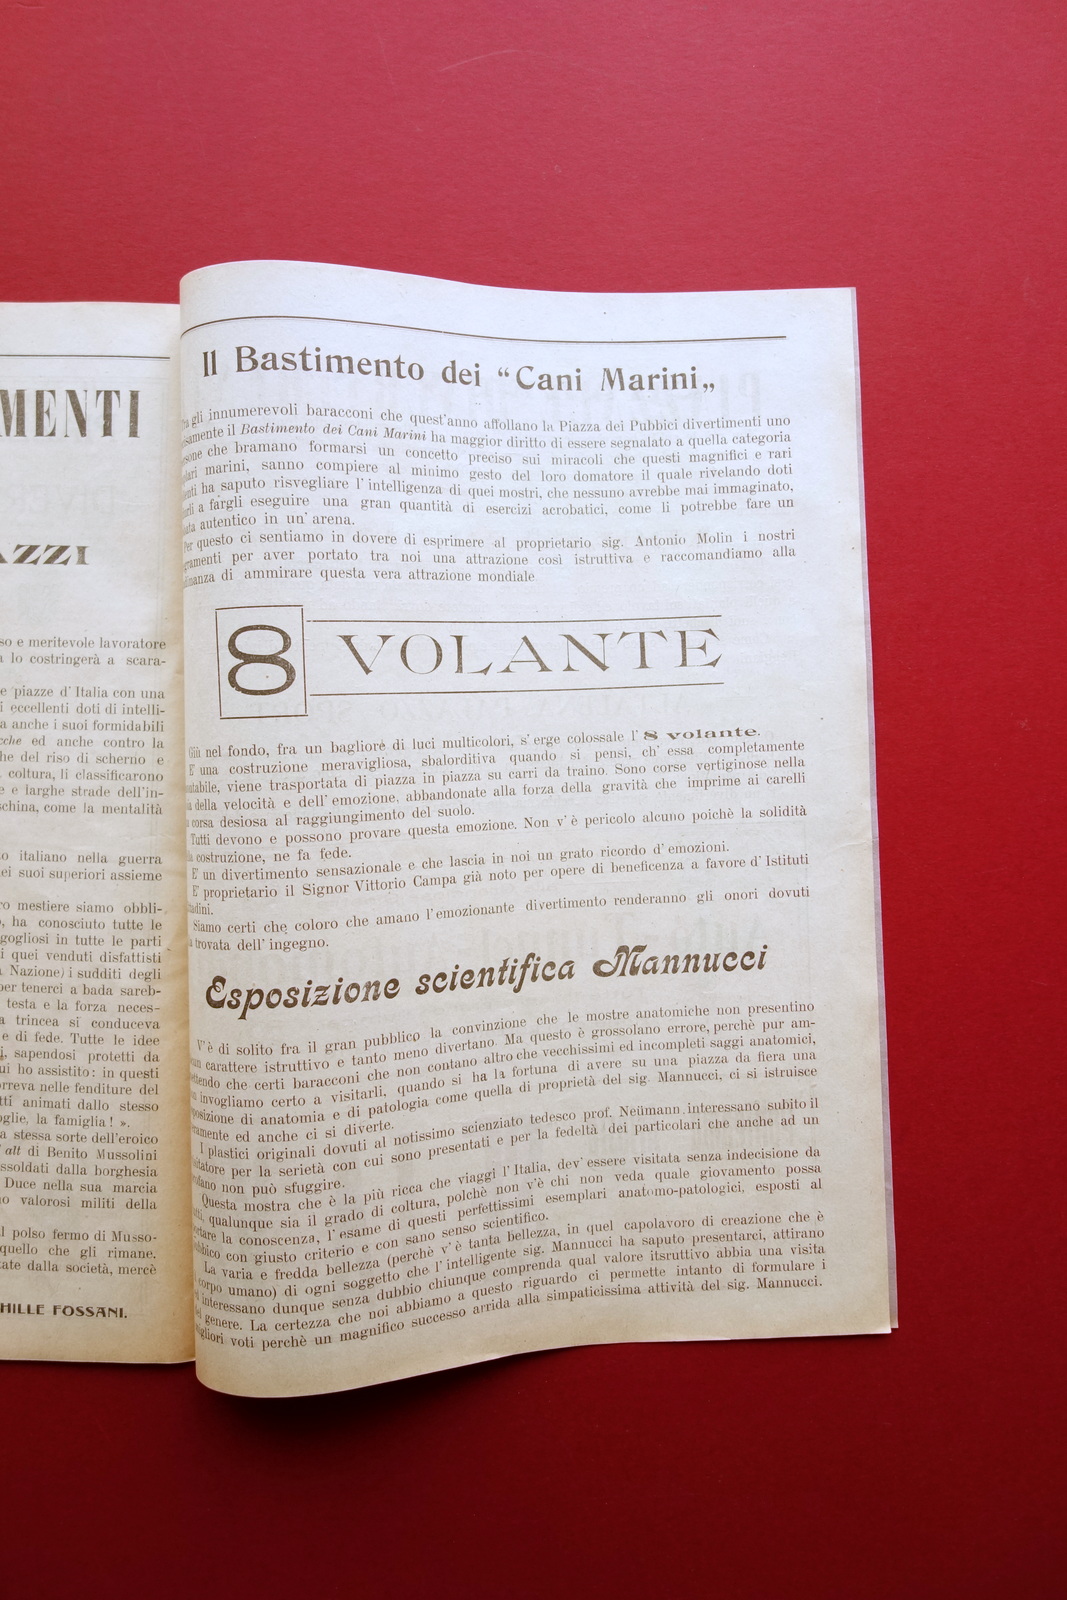 MENTI
AZZI
so e meritevole lavoratore
a lo costringerà a scara-
e piazze d' Italia con una
i eccellenti doti di intelli-
a anche i suoi formidabili
cche ed anche contro la
he del riso di scherno e
coltura, li classificarono
e e larghe strade dell'in-
schina, come la mentalità
o italiano nella guerra
ei suoi superiori assieme
ro mestiere siamo obbli-
o, ha conosciuto tutte le
gogliosi in tutte le parti
i quei venduti disfattisti
Nazione) i sudditi degli
per tenerci a bada sareb-
testa e la forza neces-
a trincea si conduceva
e di fede. Tutte le idee
i, sapendosi protetti da
ui ho assistito: in questi
orreva nelle fenditure del
tti animati dallo stesso
oglie, la famiglia! ».
a stessa sorte dell'eroico
alt di Benito Mussolini
ssoldati dalla borghesia
Duce nella sua marcia
o valorosi militi della
l polso fermo di Musso-
quello che gli rimane,
ate dalla società, mercè
HILLE FOSSANI.
Il Bastimento dei “Cani Marini„
gli innumerevoli baracconi che quest'anno affollano la Piazza dei Pubbici divertimenti uno
isamente il Bastimento dei Cani Marini ha maggior diritto di essere segnalato a quella categoria
rsone che bramano formarsi un concetto preciso sui miracoli che questi magnifici e rari
lari marini, sanno compiere al minimo gesto del loro domatore il quale rivelando doti
enti ha saputo risvegliare l'intelligenza di quei mostri, che nessuno avrebbe mai immaginato,
a fargli eseguire una gran quantità di esercizi acrobatici, come li potrebbe fare un
autentico in un' arena.
Per questo ci sentiamo in dovere di esprimere al proprietario sig. Antonio Molin i nostri
gramenti per aver portato tra noi una attrazione così istruttiva e raccomandiamo alla
dinanza di ammirare questa vera attrazione mondiale
8 VOLANTE
Giù nel fondo, fra un bagliore di luci multicolori, s' erge colossale l' 8 volante.
E' una costruzione meravigliosa, sbalorditiva quando si pensi, ch' essa completamente
utabile, viene trasportata di piazza in piazza su carri da traino. Sono corse vertiginose nella
della velocità e dell' emozione, abbandonate alla forza della gravità che imprime ai carelli
corsa desiosa al raggiungimento del suolo.
Tutti devono e possono provare questa emozione. Non v' è pericolo alcuno poichè la solidità
costruzione, ne fa fede.
E' un divertimento sensazionale e che lascia in noi un grato ricordo d' emozioni.
E' proprietario il Signor Vittorio Campa già noto per opere di beneficenza a favore d' Istituti
tadini.
Siamo certi che coloro che amano l' emozionante divertimento renderanno gli onori dovuti
trovata dell' ingegno.
Esposizione scientifica Mannucci
V' è di solito fra il gran pubblico la convinzione che le mostre anatomiche non presentino
carattere istruttivo e tanto meno divertano. Ma questo è grossolano errore, perchè pur am-
ettendo che certi baracconi che non contano altro che vecchissimi ed incompleti saggi anatomici,
invogliamo certo a visitarli, quando si ha la fortuna di avere su una piazza da fiera una
posizione di anatomia e di patologia come quella di proprietà del sig. Mannucci, ci si istruisce
eramente ed anche ci si diverte.
I plastici originali dovuti al notissimo scienziato tedesco prof. Neümann interessano subito il
sitatore per la serietà con cui sono presentati e per la fedeltà dei particolari che anche ad un
rofano non può sfuggire.
Questa mostra che è la più ricca che viaggi l' Italia, dev' essere visitata senza indecisione da
tti, qualunque sia il grado di coltura, polchè non v'è chi non veda quale giovamento possa
la conoscenza, l' esame di questi perfettissimi esemplari anatomo-patologici, esposti al
bblico con giusto criterio e con sano senso scientifico.
La varia e fredda bellezza (perchè v' è tanta bellezza, in quel capolavoro di creazione che è
corpo umano) di ogni soggetto che l' intelligente sig. Mannucci ha saputo presentarci, attirano
interessano dunque senza dubbio chiunque comprenda qual valore itsruttivo abbia una visita
genere. La certezza che noi abbiamo a questo riguardo ci permette intanto di formulare i
igliori voti perchè un magnifico successo arrida alla simpaticissima attività del sig. Mannucci.